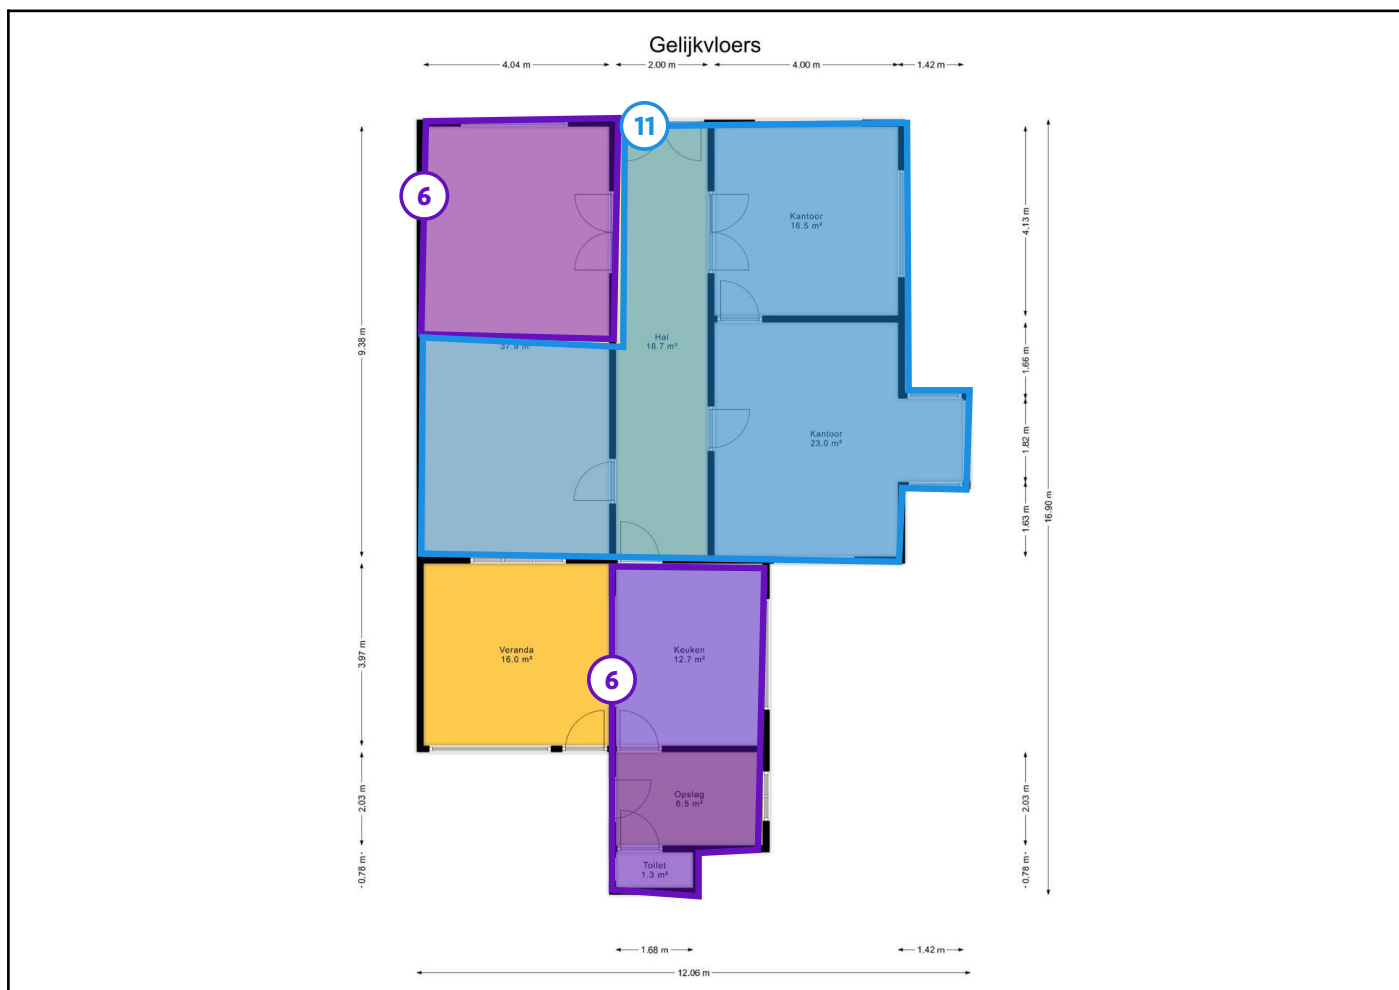 Gelijkvloers
4.04 m
2.00 m
4.00 m
1.42 m
11
6
Kantoor
16.5 m²
4.13 m
9.38 m
Hal
18.7 m²
37.9 m²
1.66 m
Kantoor
23.0 m²
1.82 m
1.63 m
16.90 m
Veranda
16.0 m²
Keuken
12.7 m²
3.97 m
6
Opslag
6.5 m²
2.03 m
2.03 m
Toilet
1.3 m²
0.78 m
0.78 m
1.68 m
1.42 m
12.06 m